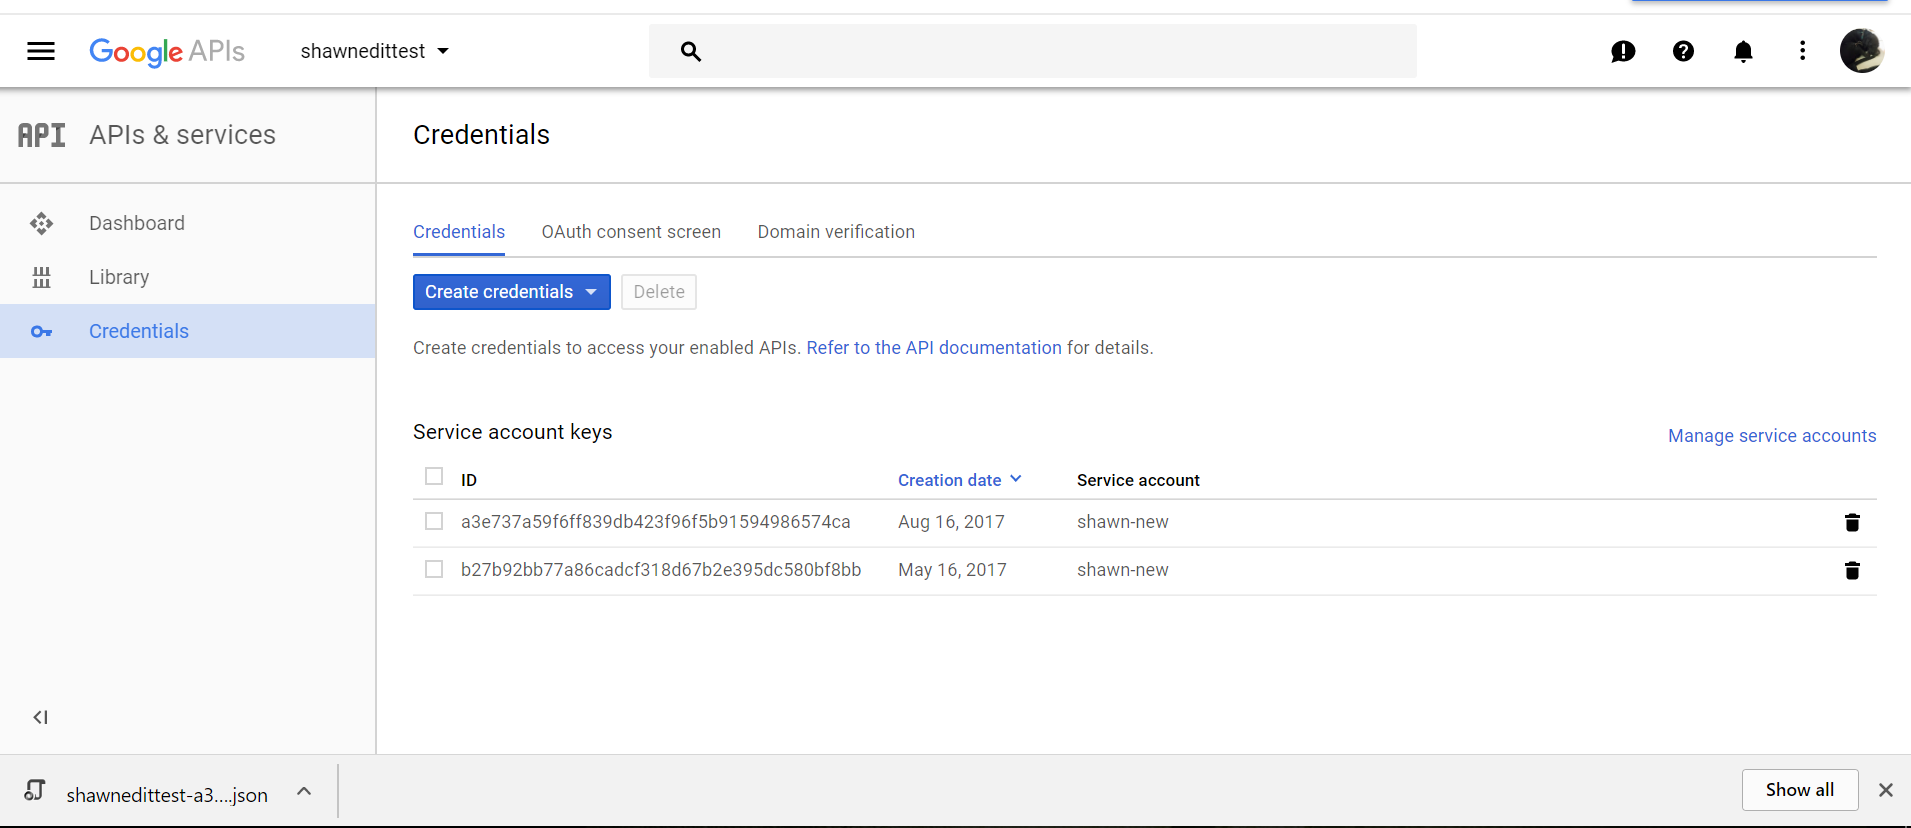 Google APIs
shawnedittest
API APIs & services
Credentials
Dashboard
Library
Credentials
Credentials OAuth consent screen Domain verification
Create credentials Delete
Create credentials to access your enabled APIs. Refer to the API documentation for details.
Service account keys
Manage service accounts
ID Creation date Service account
a3e737a59f6ff839db423f96f5b91594986574ca Aug 16, 2017 shawn-new
b27b92bb77a86cadcf318d67b2e395dc580bf8bb May 16, 2017 shawn-new
shawnedittest-a3....json
Show all